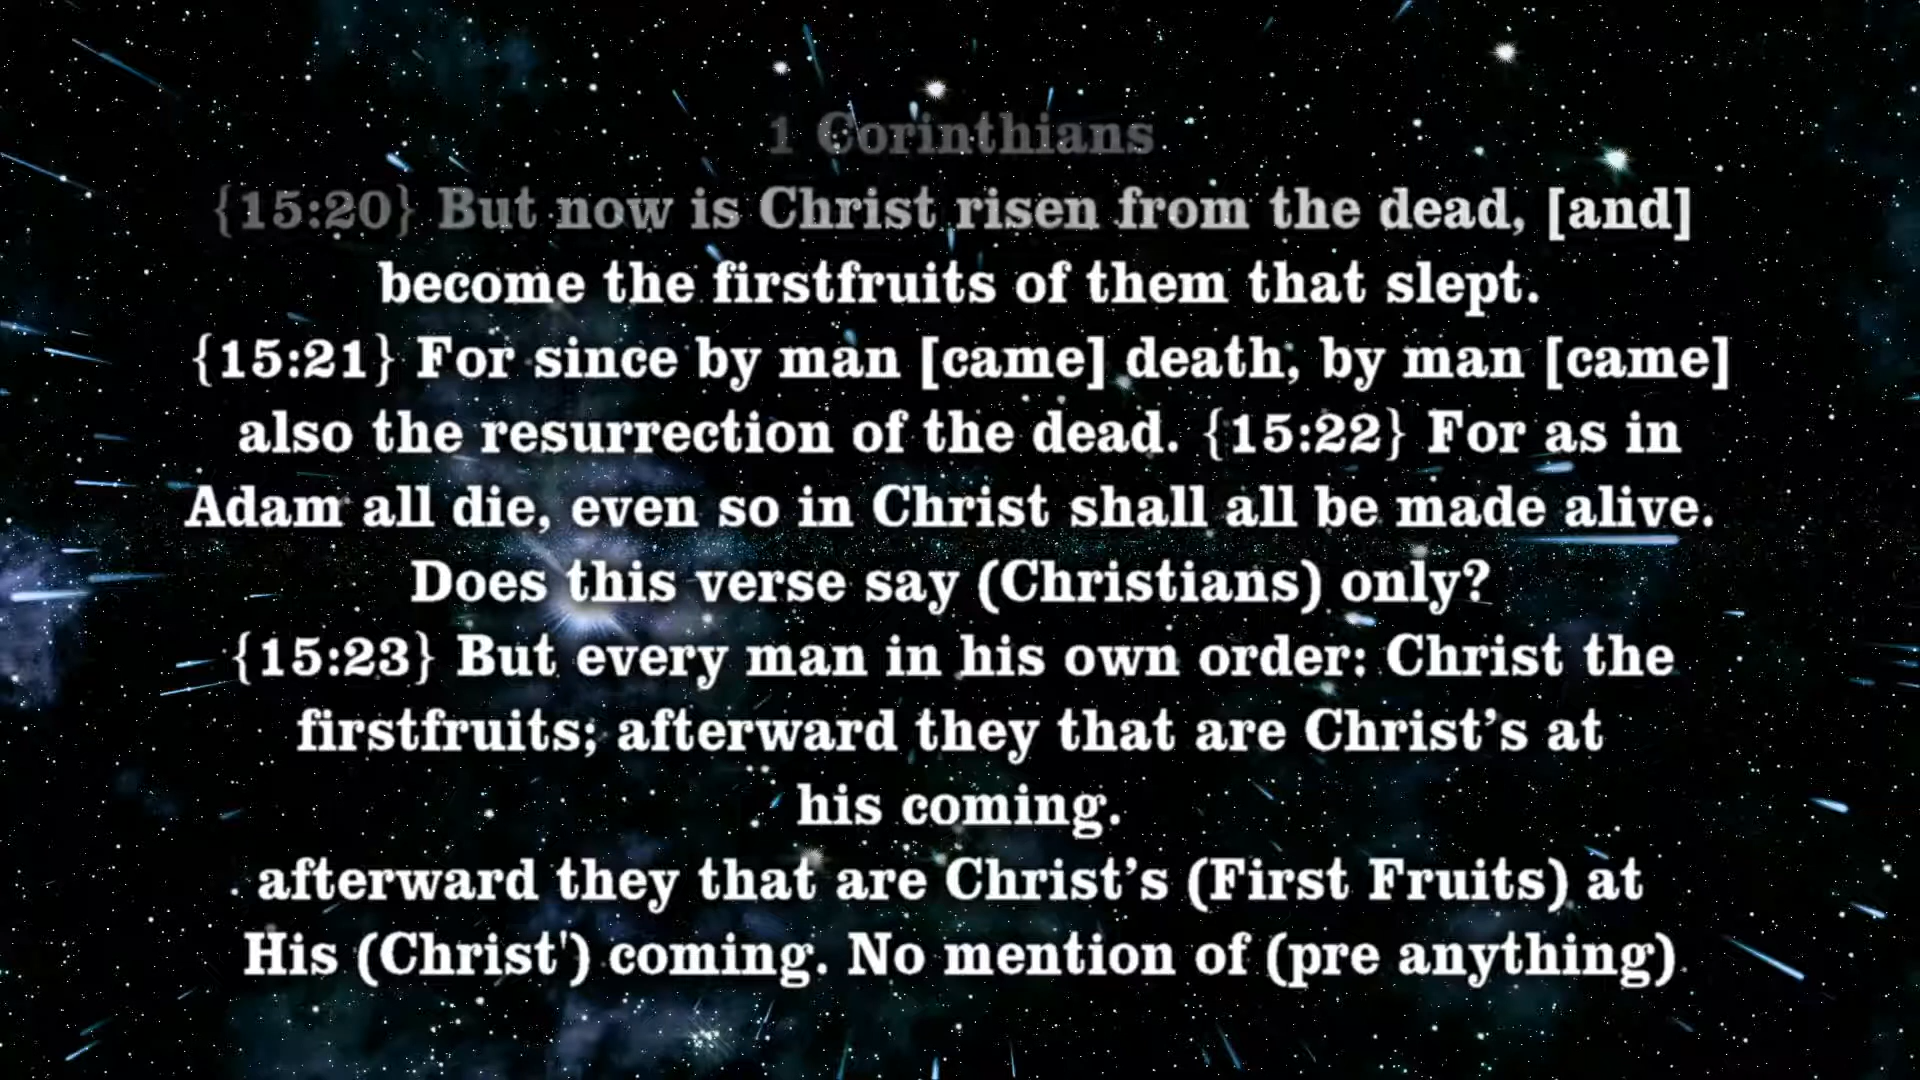 1 Corinthians
{15:20} But now is Christ risen from the dead, [and]
become the firstfruits of them that slept.
{15:21} For since by man [came] death, by man [came]
also the resurrection of the dead. {15:22} For as in
Adam all die, even so in Christ shall all be made alive.
Does this verse say (Christians) only?
{15:23} But every man in his own order: Christ the
firstfruits; afterward they that are Christ’s at
his coming.
afterward they that are Christ’s (First Fruits) at
His (Christ') coming. No mention of (pre anything)